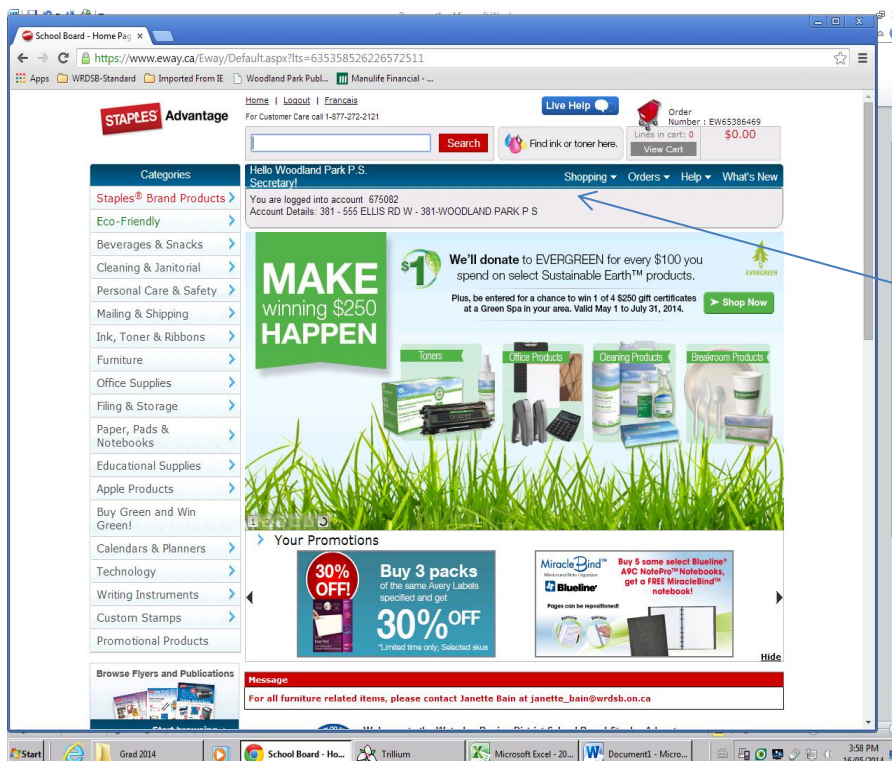 School Board - Home Pag
https://www.eway.ca/Eway/Default.aspx?lts=635358526226572511
Apps WRDSB-Standard Imported From IE Woodland Park Publ... Manulife Financial - ...
STAPLES Advantage
Home | Logout | Francais
For Customer Care call 1-877-272-2121
Live Help
Order
Number : EW65386469
Search
Find ink or toner here.
Lines in cart: 0 $0.00
View Cart
Categories
Hello Woodland Park P.S.
Secretary!
Shopping Orders Help What's New
You are logged into account 675082
Account Details: 381 - 555 ELLIS RD W - 381-WOODLAND PARK P S
Staples® Brand Products
Eco-Friendly
Beverages & Snacks
Cleaning & Janitorial
Personal Care & Safety
Mailing & Shipping
Ink, Toner & Ribbons
Furniture
Office Supplies
Filing & Storage
Paper, Pads &
Notebooks
Educational Supplies
Apple Products
Buy Green and Win
Green!
Calendars & Planners
Technology
Writing Instruments
Custom Stamps
Promotional Products
MAKE
winning $250
HAPPEN
$1
We'll donate to EVERGREEN for every $100 you
spend on select Sustainable Earth™ products.
EVERGREEN
Plus, be entered for a chance to win 1 of 4 $250 gift certificates
at a Green Spa in your area. Valid May 1 to July 31, 2014.
Shop Now
Toners Office Products Cleaning Products Breakroom Products
Your Promotions
30%
OFF!
Buy 3 packs
of the same Avery Labels
specified and get
30% OFF
*Limited time only; Selected skus
MiracleBind™
Blueline®
Pages can be repositioned!
Buy 5 same select Blueline®
A9C NotePro™ Notebooks,
get a FREE MiracleBind™
notebook!
Hide
Browse Flyers and Publications
Message
For all furniture related items, please contact Janette Bain at janette_bain@wrdsb.on.ca
Start Grad 2014 School Board - Ho... Trillium Microsoft Excel - 20... Document1 - Micro... 3:58 PM
16/05/2014